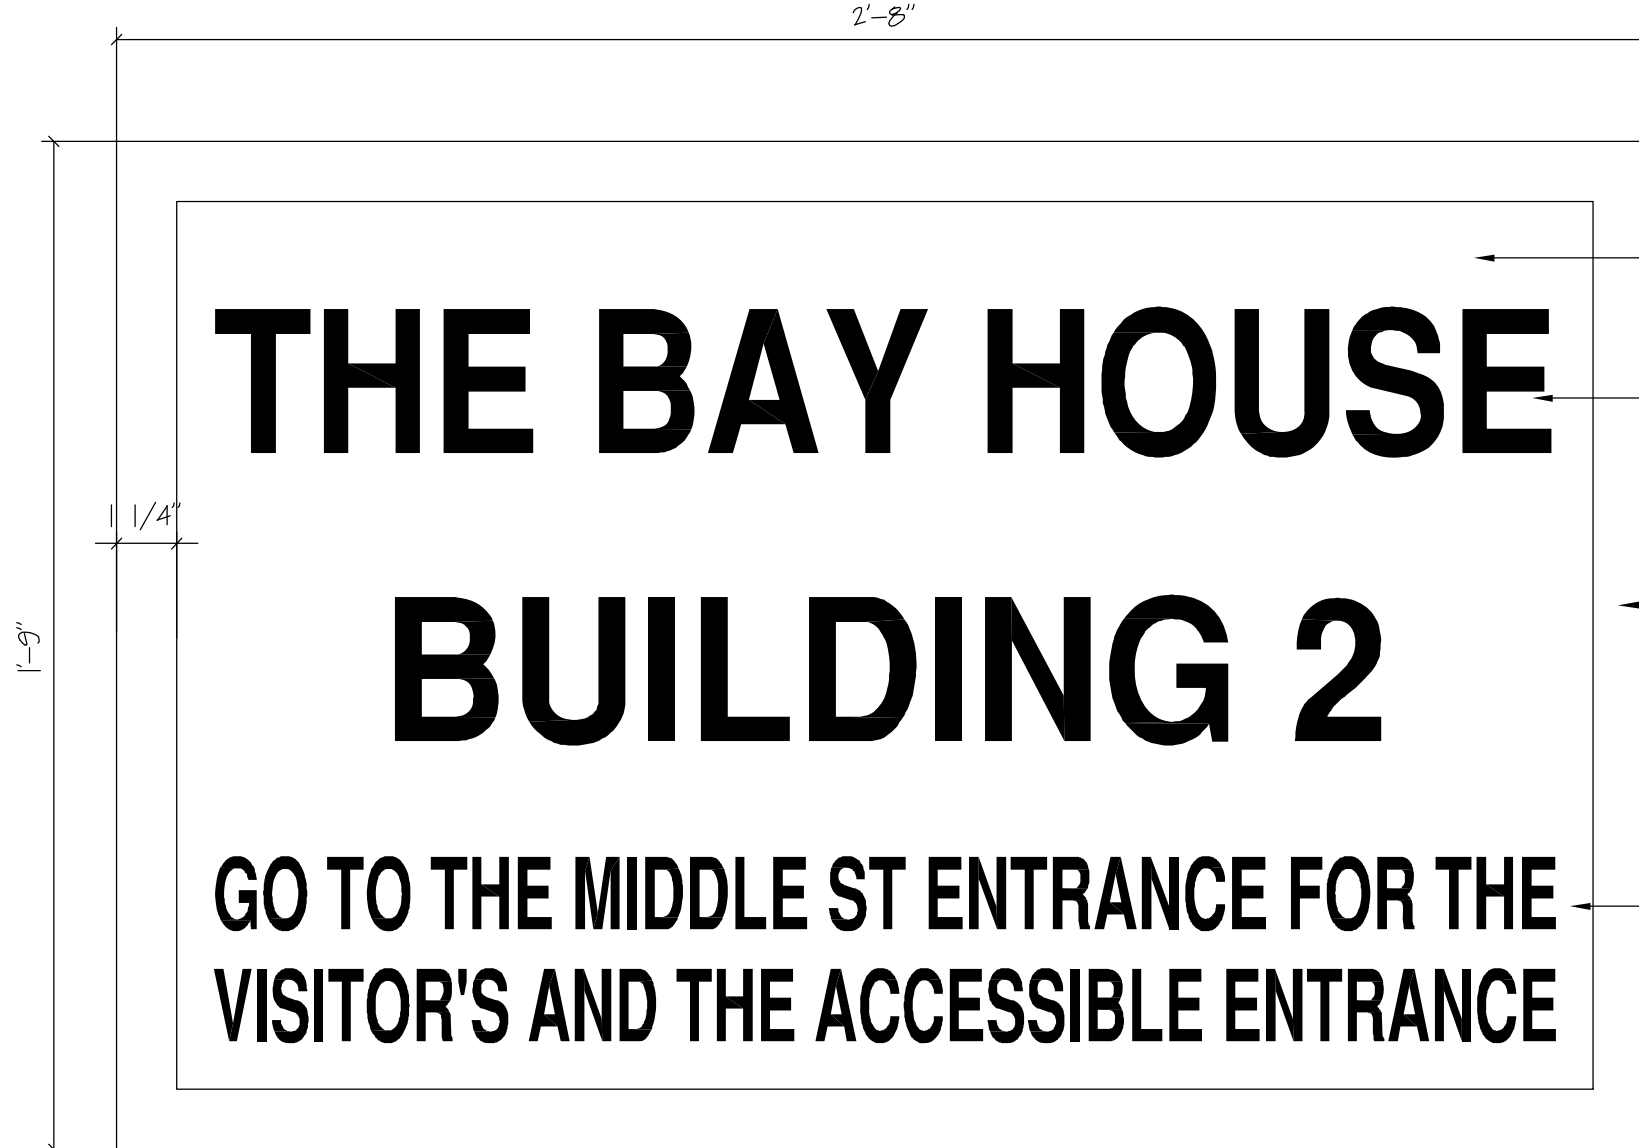 2'-8"
THE BAY HOUSE
1 1/4"
BUILDING 2
1'-9"
GO TO THE MIDDLE ST ENTRANCE FOR THE
VISITOR'S AND THE ACCESSIBLE ENTRANCE